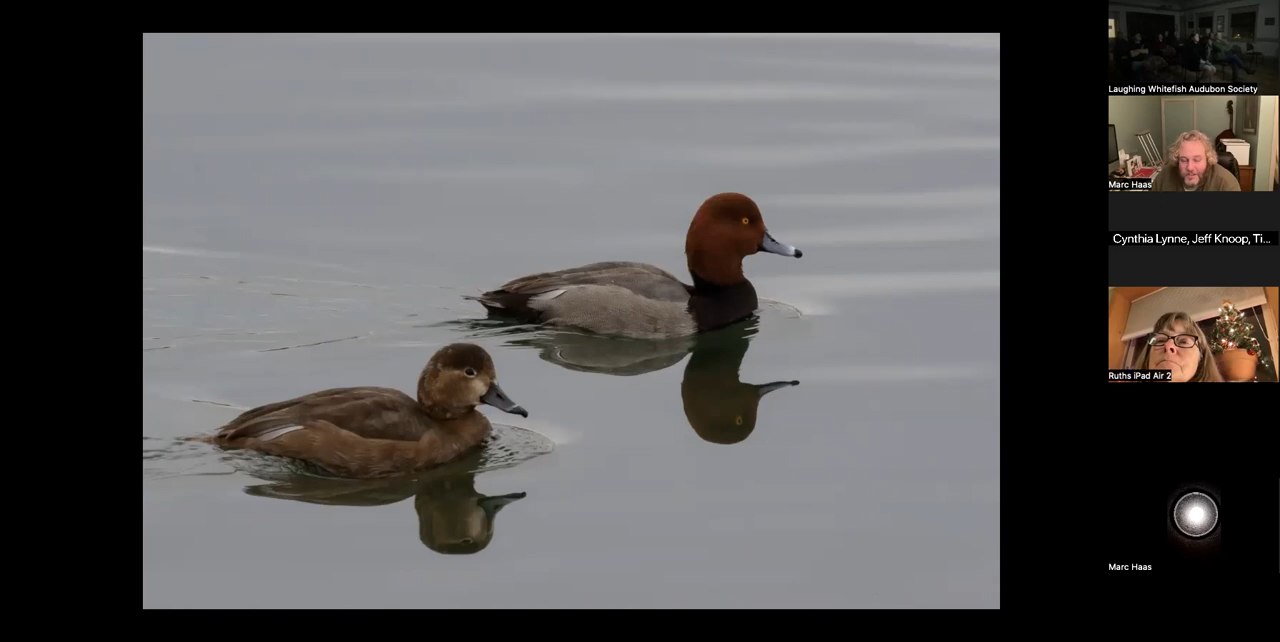 Laughing Whitefish Audubon Society
Marc Haas
Cynthia Lynne, Jeff Knoop, Ti...
Ruths iPad Air 2
Marc Haas